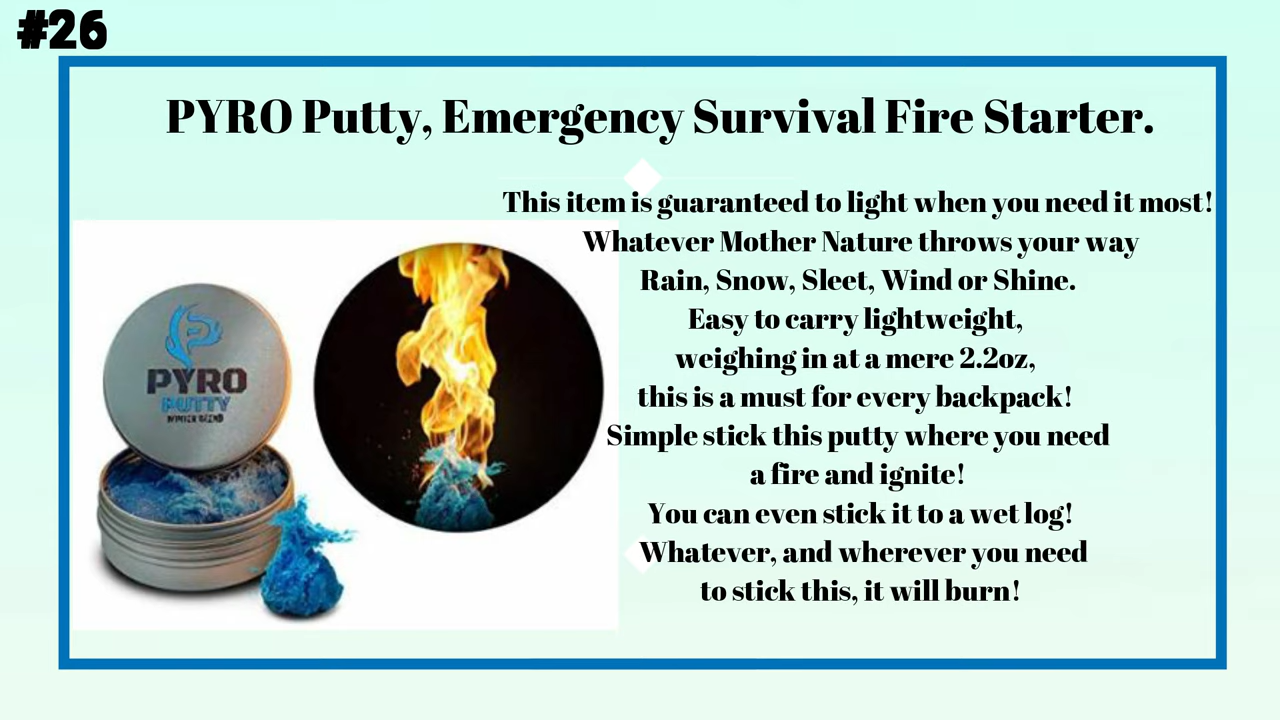 #26
PYRO Putty, Emergency Survival Fire Starter.
This item is guaranteed to light when you need it most!
Whatever Mother Nature throws your way
Rain, Snow, Sleet, Wind or Shine.
Easy to carry lightweight,
weighing in at a mere 2.2oz,
this is a must for every backpack!
Simple stick this putty where you need
a fire and ignite!
You can even stick it to a wet log!
Whatever, and wherever you need
to stick this, it will burn!
PYRO
PUTTY
WINTER BLEND